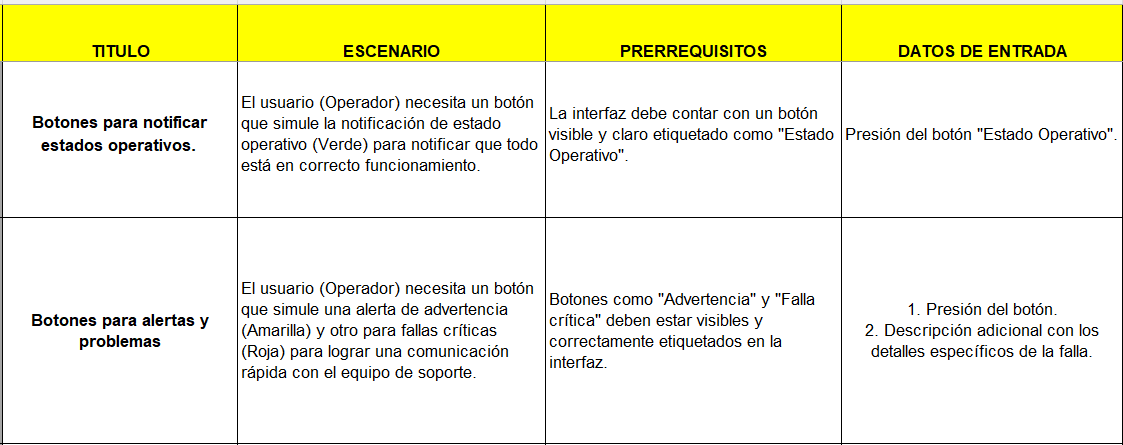 TITULO
ESCENARIO
PRERREQUISITOS
DATOS DE ENTRADA
Botones para notificar
estados operativos.
El usuario (Operador) necesita un botón
que simule la notificación de estado
operativo (Verde) para notificar que todo
está en correcto funcionamiento.
La interfaz debe contar con un botón
visible y claro etiquetado como "Estado
Operativo".
Presión del botón "Estado Operativo".
Botones para alertas y
problemas
El usuario (Operador) necesita un botón
que simule una alerta de advertencia
(Amarilla) y otro para fallas críticas
(Roja) para lograr una comunicación
rápida con el equipo de soporte.
Botones como "Advertencia" y "Falla
crítica" deben estar visibles y
correctamente etiquetados en la
interfaz.
1. Presión del botón.
2. Descripción adicional con los
detalles específicos de la falla.